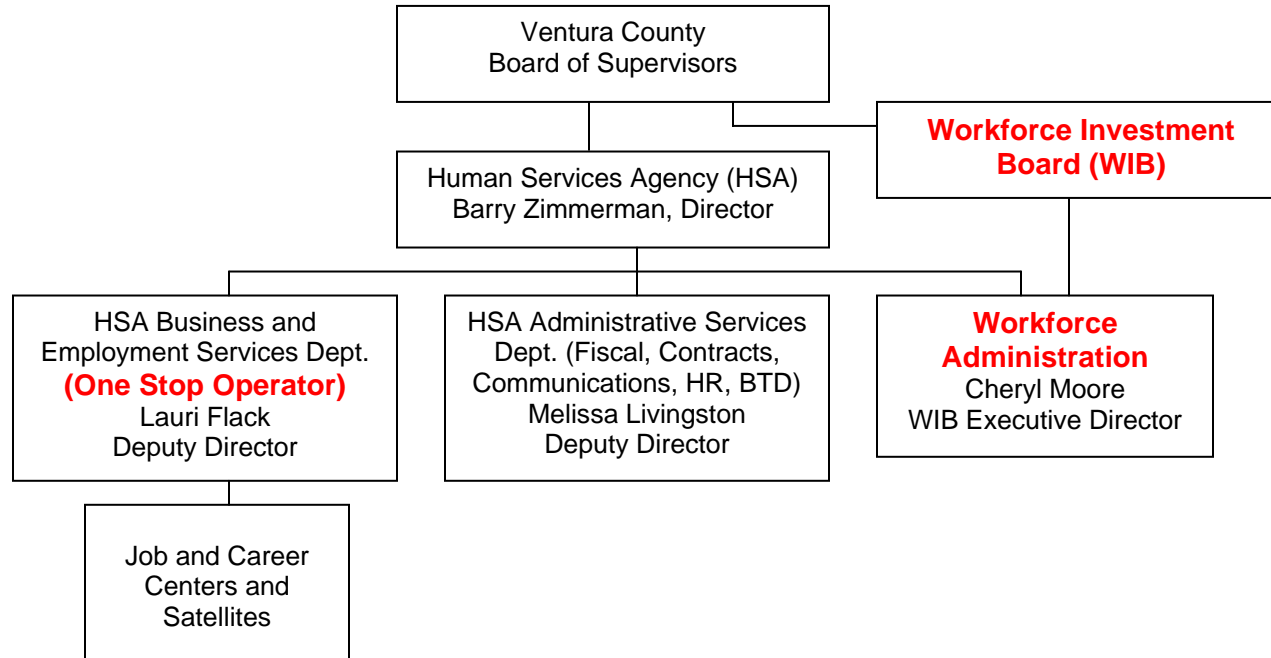 Ventura County
Board of Supervisors
Workforce Investment
Board (WIB)
Human Services Agency (HSA)
Barry Zimmerman, Director
HSA Business and
Employment Services Dept.
(One Stop Operator)
Lauri Flack
Deputy Director
HSA Administrative Services
Dept. (Fiscal, Contracts,
Communications, HR, BTD)
Melissa Livingston
Deputy Director
Workforce
Administration
Cheryl Moore
WIB Executive Director
Job and Career
Centers and
Satellites